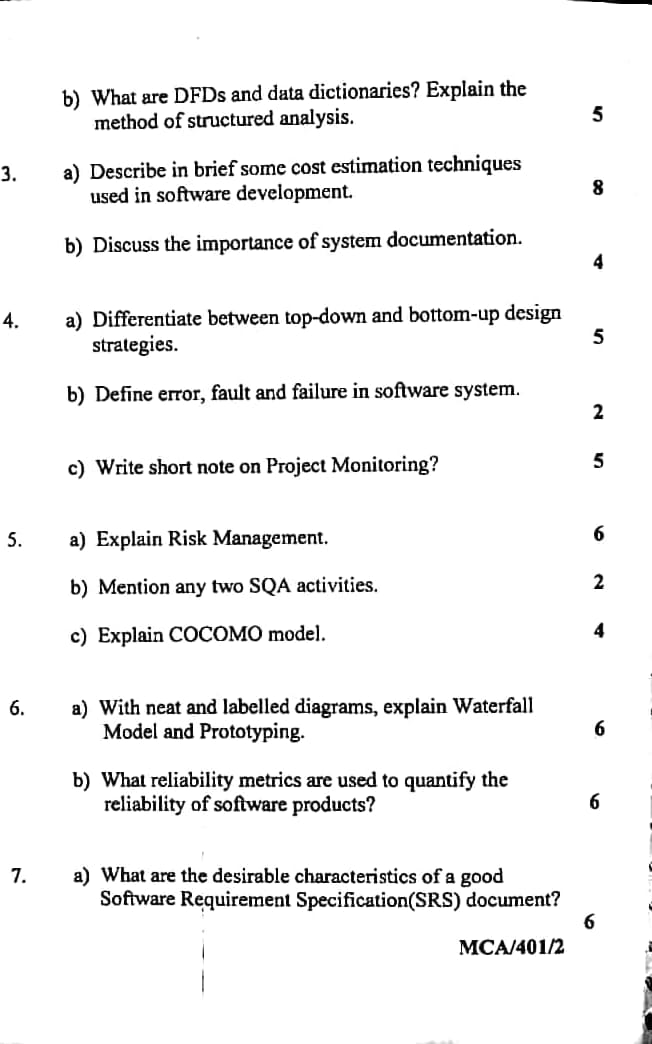 b) What are DFDs and data dictionaries? Explain the
method of structured analysis. 5
3. a) Describe in brief some cost estimation techniques
used in software development. 8
b) Discuss the importance of system documentation.
4
4. a) Differentiate between top-down and bottom-up design
strategies. 5
b) Define error, fault and failure in software system.
2
c) Write short note on Project Monitoring? 5
5. a) Explain Risk Management. 6
b) Mention any two SQA activities. 2
c) Explain COCOMO model. 4
6. a) With neat and labelled diagrams, explain Waterfall
Model and Prototyping. 6
b) What reliability metrics are used to quantify the
reliability of software products? 6
7. a) What are the desirable characteristics of a good
Software Requirement Specification(SRS) document?
6
MCA/401/2